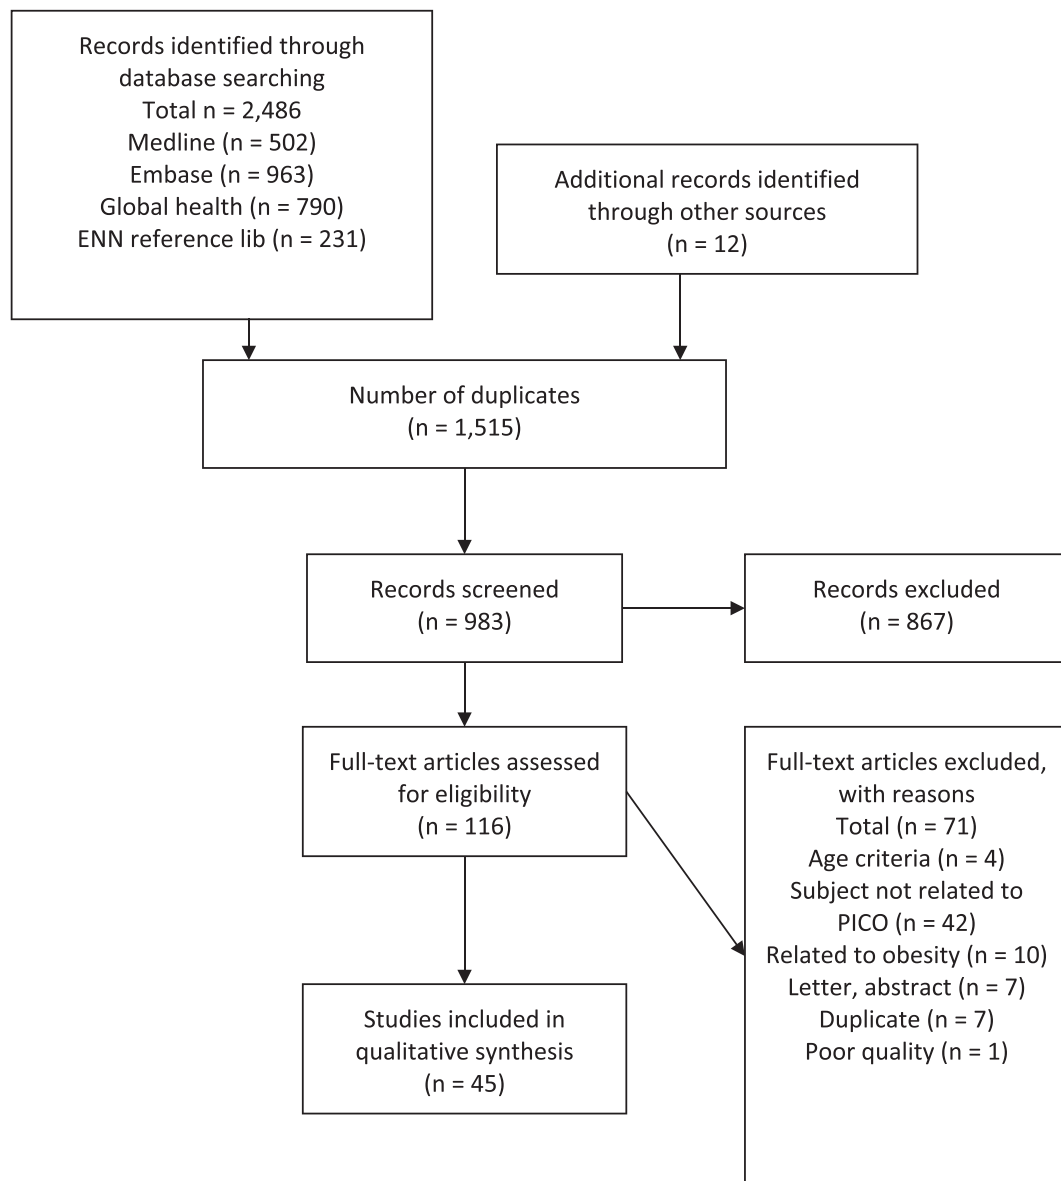 Records identified through
database searching
Total n = 2,486
Medline (n = 502)
Embase (n = 963)
Global health (n = 790)
ENN reference lib (n = 231)
Additional records identified
through other sources
(n = 12)
Number of duplicates
(n = 1,515)
Records screened
(n = 983)
Records excluded
(n = 867)
Full-text articles assessed
for eligibility
(n = 116)
Full-text articles excluded,
with reasons
Total (n = 71)
Age criteria (n = 4)
Subject not related to
PICO (n = 42)
Related to obesity (n = 10)
Letter, abstract (n = 7)
Duplicate (n = 7)
Poor quality (n = 1)
Studies included in
qualitative synthesis
(n = 45)